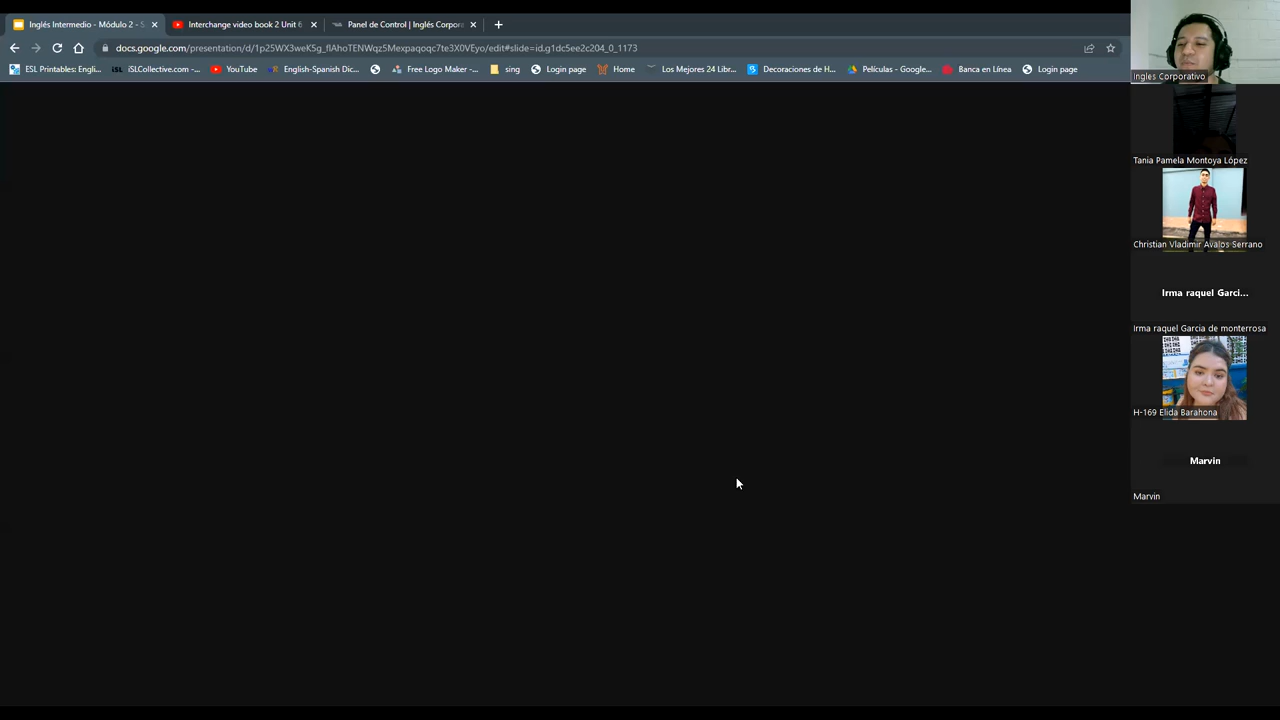 Inglés Intermedio - Módulo 2 - S
Interchange video book 2 Unit 6
Panel de Control | Inglés Corpora
docs.google.com/presentation/d/1p25WX3weK5g_flAhoTENWqz5Mexpaqoqc7te3X0VEyo/edit#slide=id.g1dc5ee2c204_0_1173
ESL Printables: Engli...
iSLCollective.com -...
YouTube
English-Spanish Dic...
Free Logo Maker -...
sing
Login page
Home
Los Mejores 24 Libr...
Decoraciones de H...
Películas - Google...
Banca en Línea
Login page
Ingles Corporativo
Tania Pamela Montoya López
Christian Vladimir Avalos Serrano
Irma raquel Garci...
Irma raquel Garcia de monterrosa
H-169 Elida Barahona
Marvin
Marvin